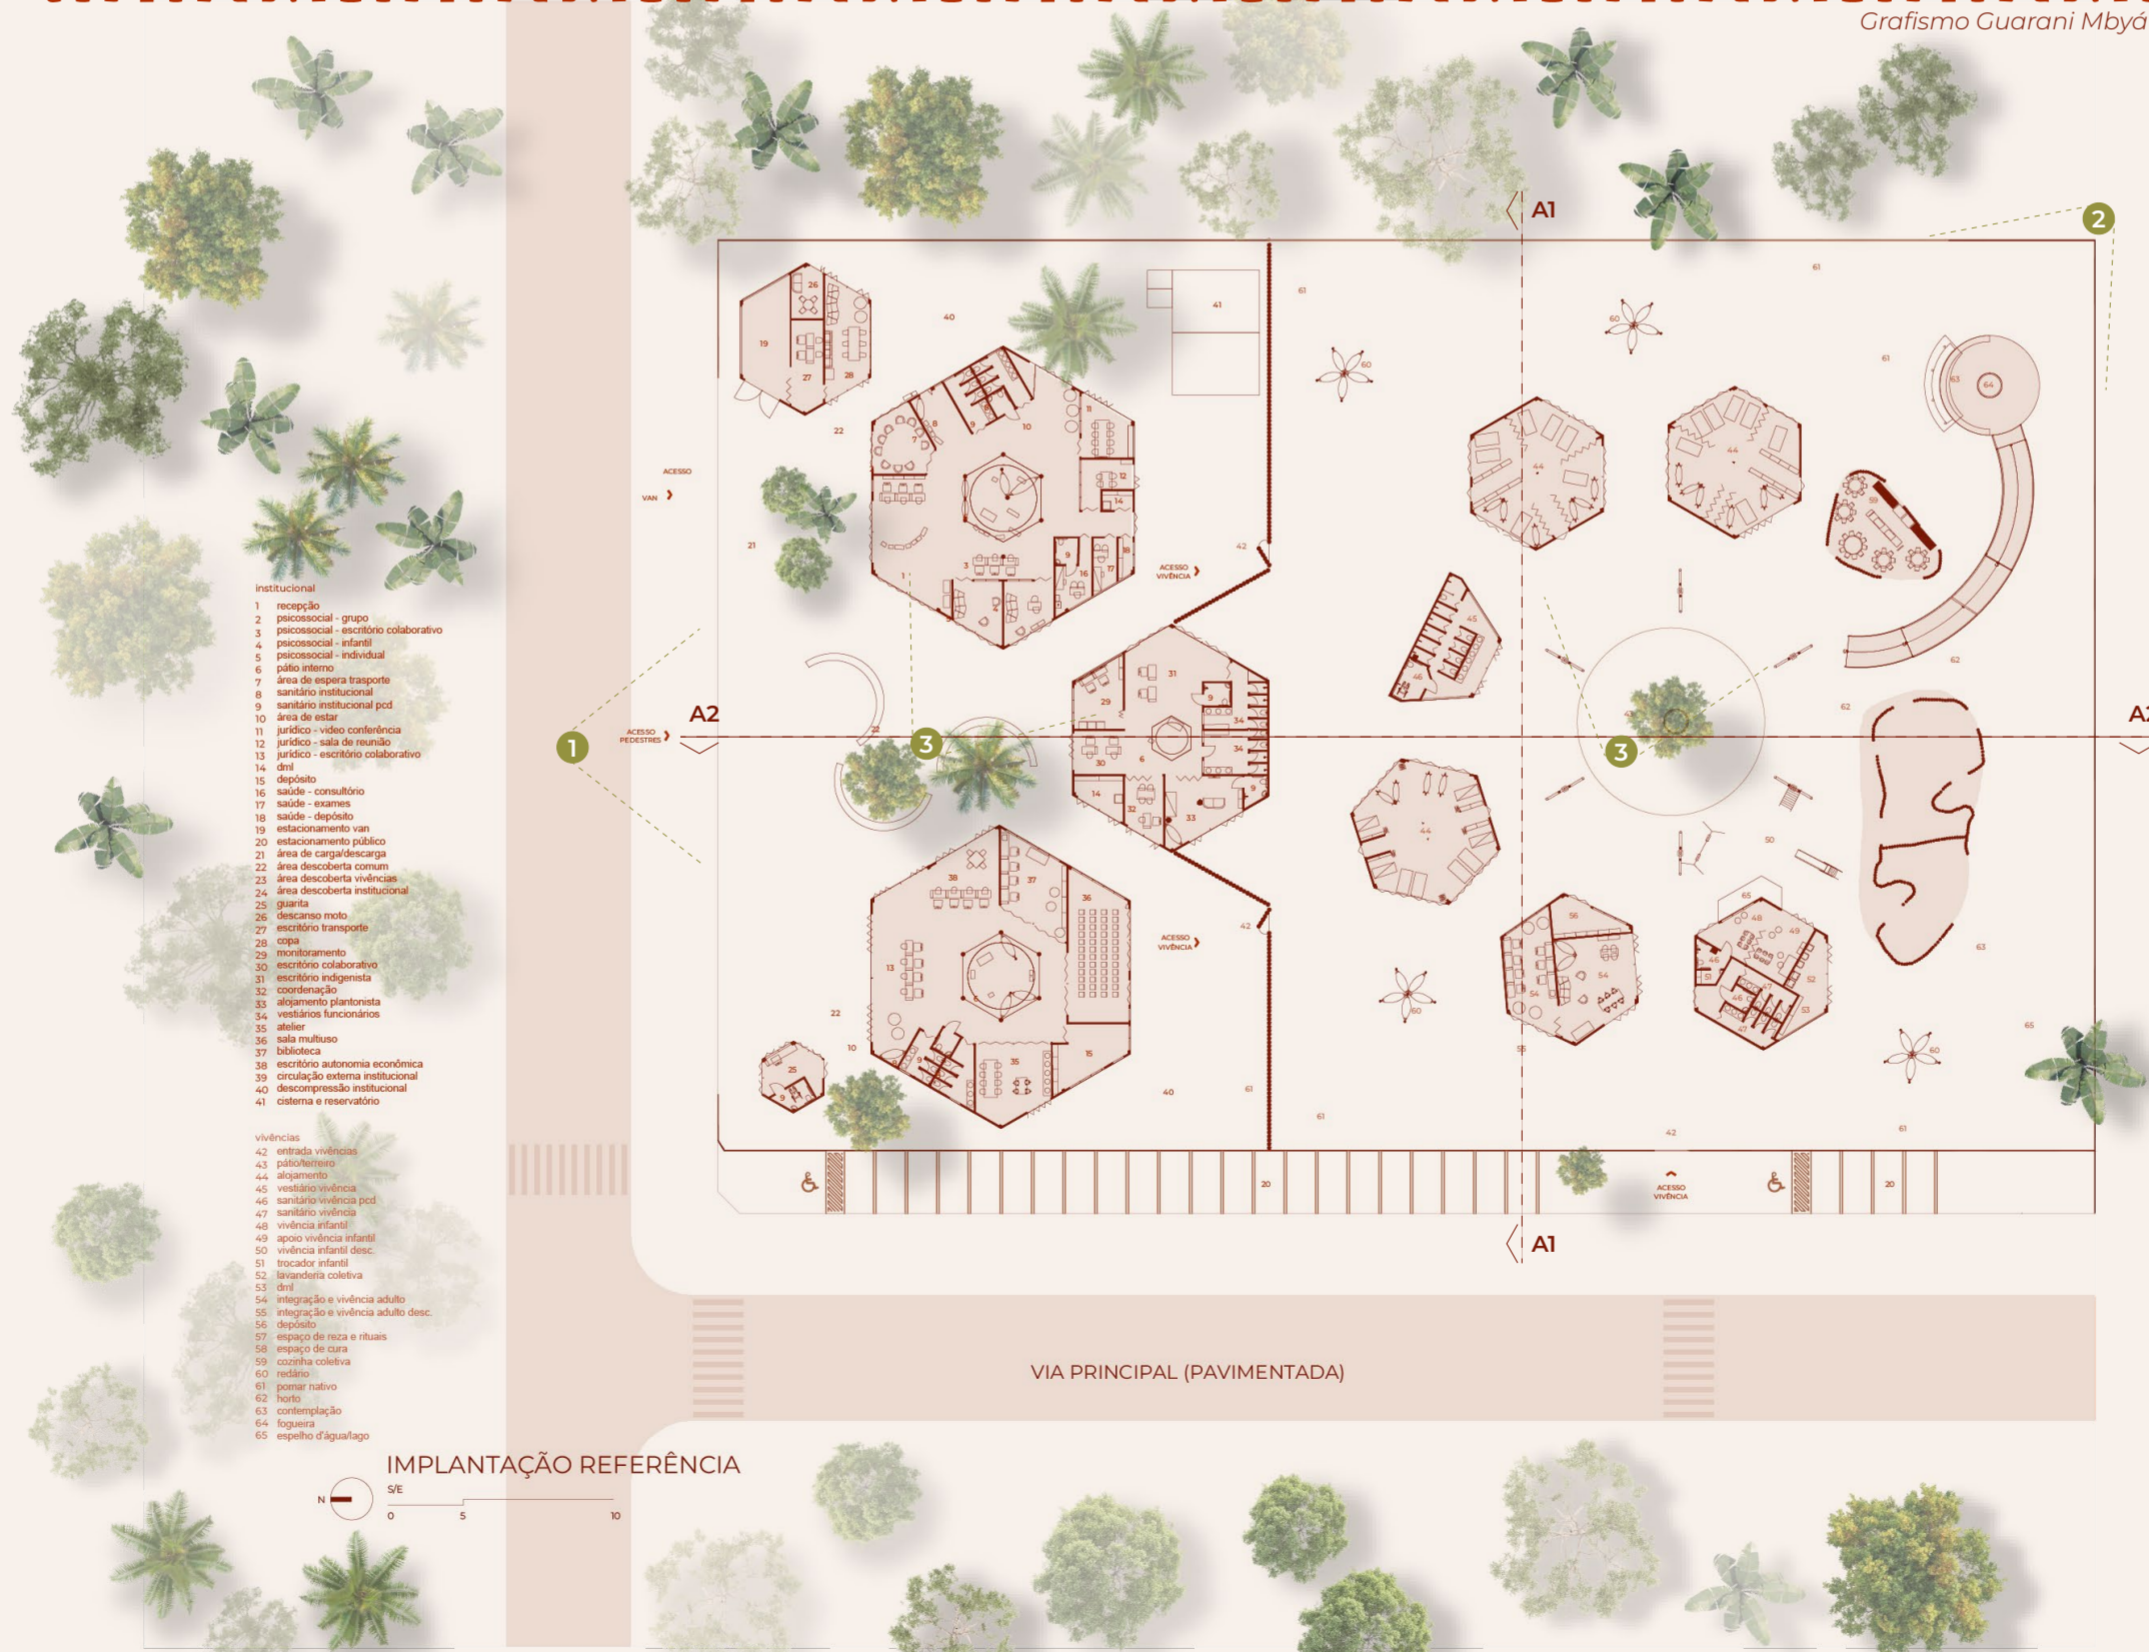 Grafismo Guarani Mbyá
A1
2
ACESSO
VAN
ACESSO
VIVÊNCIA
A2
ACESSO
PEDESTRES
1
3
3
ACESSO
VIVÊNCIA
institucional
1 recepção
2 psicossocial - grupo
3 psicossocial - escritório colaborativo
4 psicossocial - infantil
5 psicossocial - individual
6 pátio interno
7 área de espera trasporte
8 sanitário institucional
9 sanitário institucional pcd
10 área de estar
11 jurídico - video conferência
12 jurídico - sala de reunião
13 jurídico - escritório colaborativo
14 dml
15 depósito
16 saúde - consultório
17 saúde - exames
18 saúde - depósito
19 estacionamento van
20 estacionamento público
21 área de carga/descarga
22 área descoberta comum
23 área descoberta vivências
24 área descoberta institucional
25 guarita
26 descanso moto
27 escritório transporte
28 copa
29 monitoramento
30 escritório colaborativo
31 escritório indigenista
32 coordenação
33 alojamento plantonista
34 vestiários funcionários
35 atelier
36 sala multiuso
37 biblioteca
38 escritório autonomia econômica
39 circulação externa institucional
40 descompressão institucional
41 cisterna e reservatório
vivências
42 entrada vivências
43 pátio/terreiro
44 alojamento
45 vestiário vivência
46 sanitário vivência pcd
47 sanitário vivência
48 vivência infantil
49 apoio vivência infantil
50 vivência infantil desc.
51 trocador infantil
52 lavanderia coletiva
53 dml
54 integração e vivência adulto
55 integração e vivência adulto desc.
56 depósito
57 espaço de reza e rituais
58 espaço de cura
59 cozinha coletiva
60 redário
61 pomar nativo
62 horto
63 contemplação
64 fogueira
65 espelho d'água/lago
20
ACESSO
VIVÊNCIA
20
A1
VIA PRINCIPAL (PAVIMENTADA)
IMPLANTAÇÃO REFERÊNCIA
S/E
N
0 5 10